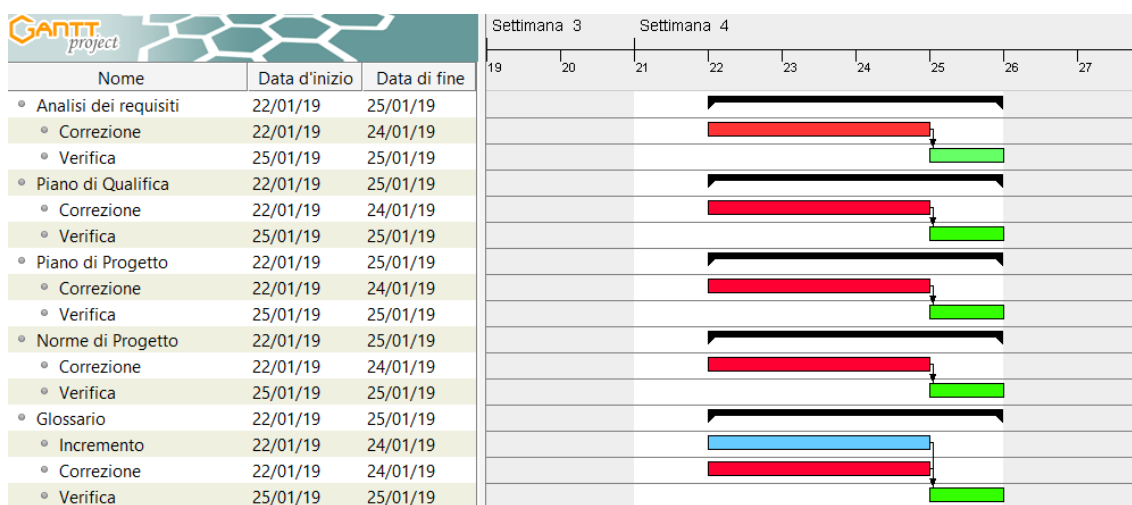 GANTT
project
Settimana 3 Settimana 4
Nome Data d'inizio Data di fine
19 20 21 22 23 24 25 26 27
Analisi dei requisiti 22/01/19 25/01/19
Correzione 22/01/19 24/01/19
Verifica 25/01/19 25/01/19
Piano di Qualifica 22/01/19 25/01/19
Correzione 22/01/19 24/01/19
Verifica 25/01/19 25/01/19
Piano di Progetto 22/01/19 25/01/19
Correzione 22/01/19 24/01/19
Verifica 25/01/19 25/01/19
Norme di Progetto 22/01/19 25/01/19
Correzione 22/01/19 24/01/19
Verifica 25/01/19 25/01/19
Glossario 22/01/19 25/01/19
Incremento 22/01/19 24/01/19
Correzione 22/01/19 24/01/19
Verifica 25/01/19 25/01/19